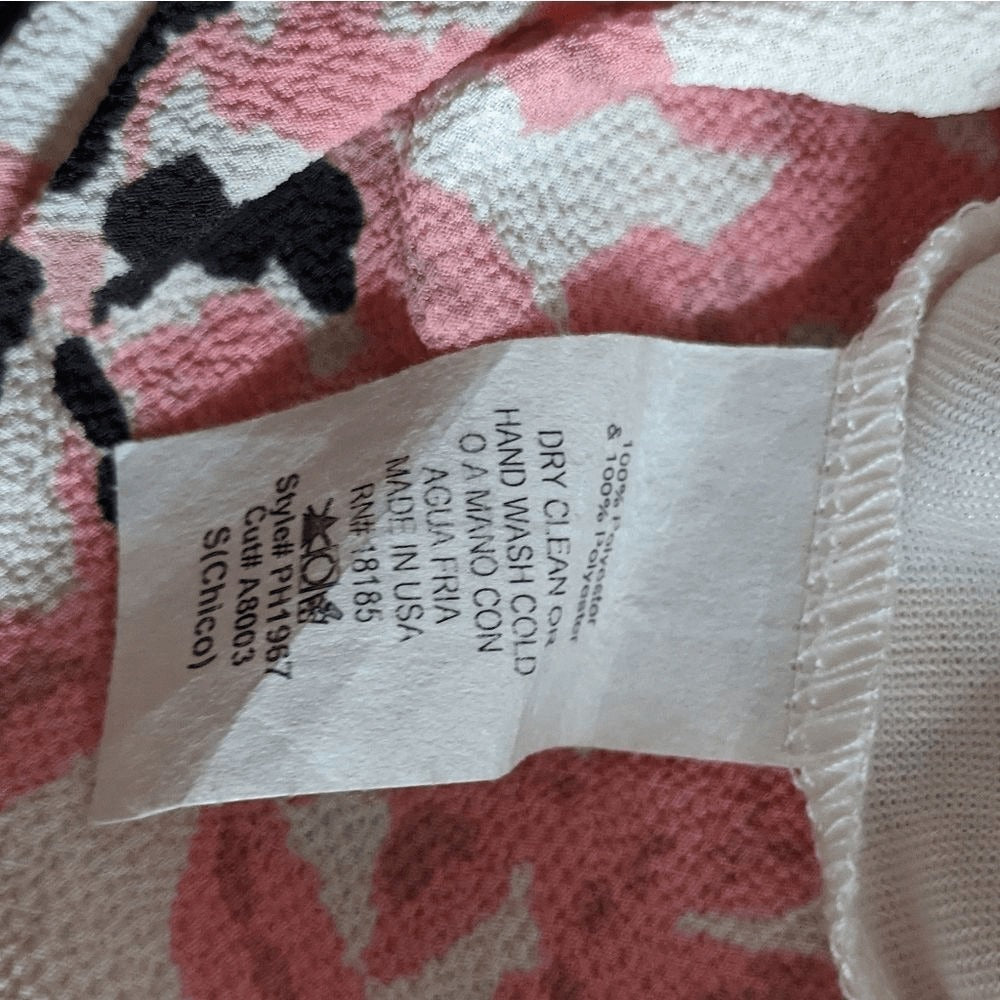 100% Polyester
& 100% Polyester
DRY CLEAN OR
HAND WASH COLD
O A MANO CON
AGUA FRIA
MADE IN USA
RN# 18185
Style# PH1967
Cut# A8003
S(Chico)